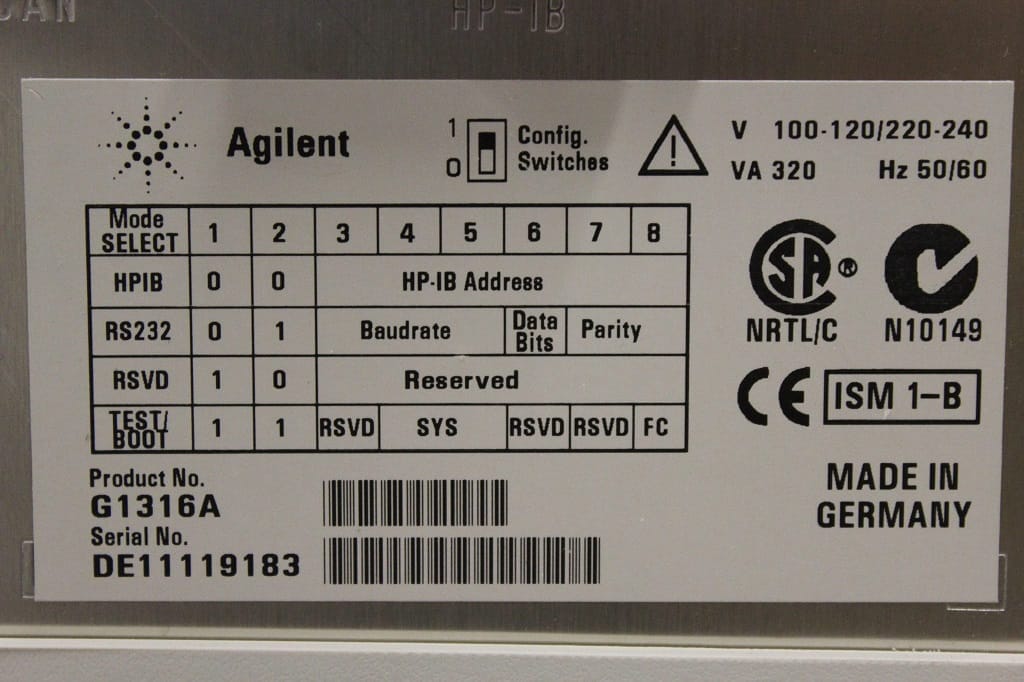 CAN HP-IB
Agilent
1
0
Config.
Switches
V 100-120/220-240
VA 320 Hz 50/60
Mode
SELECT 1 2 3 4 5 6 7 8
HPIB 0 0 HP-IB Address
RS232 0 1 Baudrate Data Bits Parity
RSVD 1 0 Reserved
TEST/
BOOT 1 1 RSVD SYS RSVD RSVD FC
SA ®
NRTL/C N10149
CE ISM 1-B
Product No.
G1316A
Serial No.
DE11119183
MADE IN
GERMANY